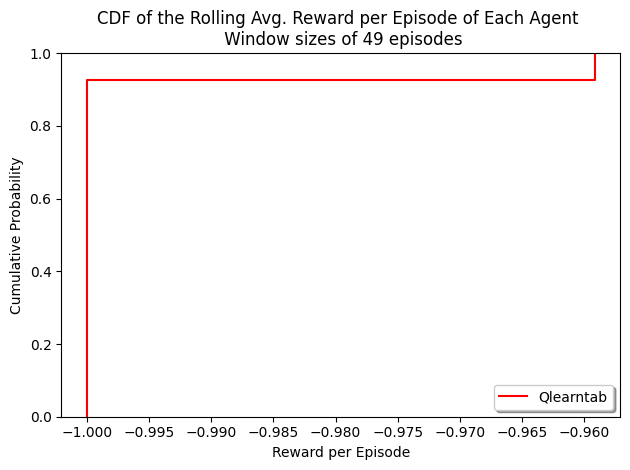 CDF of the Rolling Avg. Reward per Episode of Each Agent
Window sizes of 49 episodes
1.0
0.8
0.6
0.4
0.2
0.0
Cumulative Probability
Qlearntab
−1.000 −0.995 −0.990 −0.985 −0.980 −0.975 −0.970 −0.965 −0.960
Reward per Episode